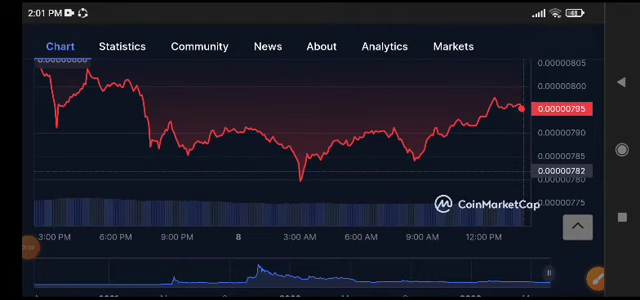 2:01 PM
Chart Statistics Community News About Analytics Markets
0.00000805
0.00000800
0.00000795
0.00000790
0.00000785
0.00000782
0.00000780
0.00000775
CoinMarketCap
3:00 PM 6:00 PM 9:00 PM 8 3:00 AM 6:00 AM 9:00 AM 12:00 PM